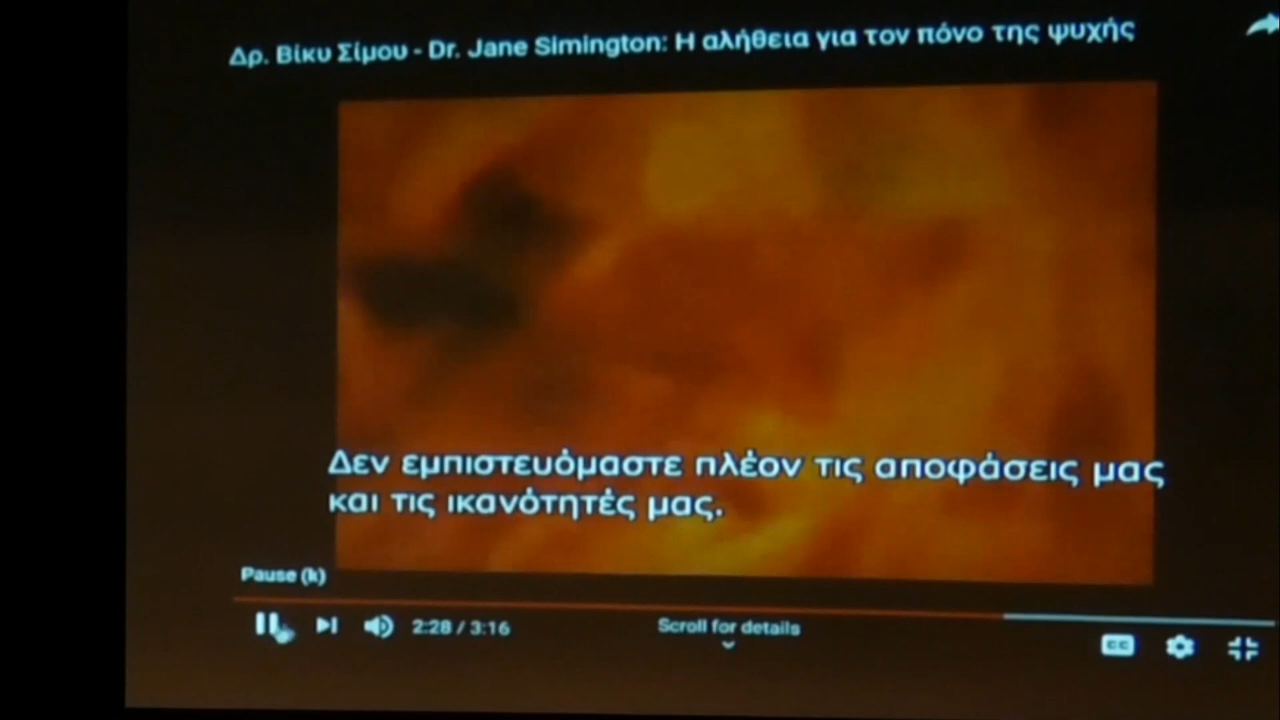 Δρ. Βίκυ Σίμου - Dr. Jane Simington: Η αλήθεια για τον πόνο της ψυχής
Δεν εμπιστευόμαστε πλέον τις αποφάσεις μας
και τις ικανότητές μας.
Pause (k)
2:28 / 3:16
Scroll for details
CC